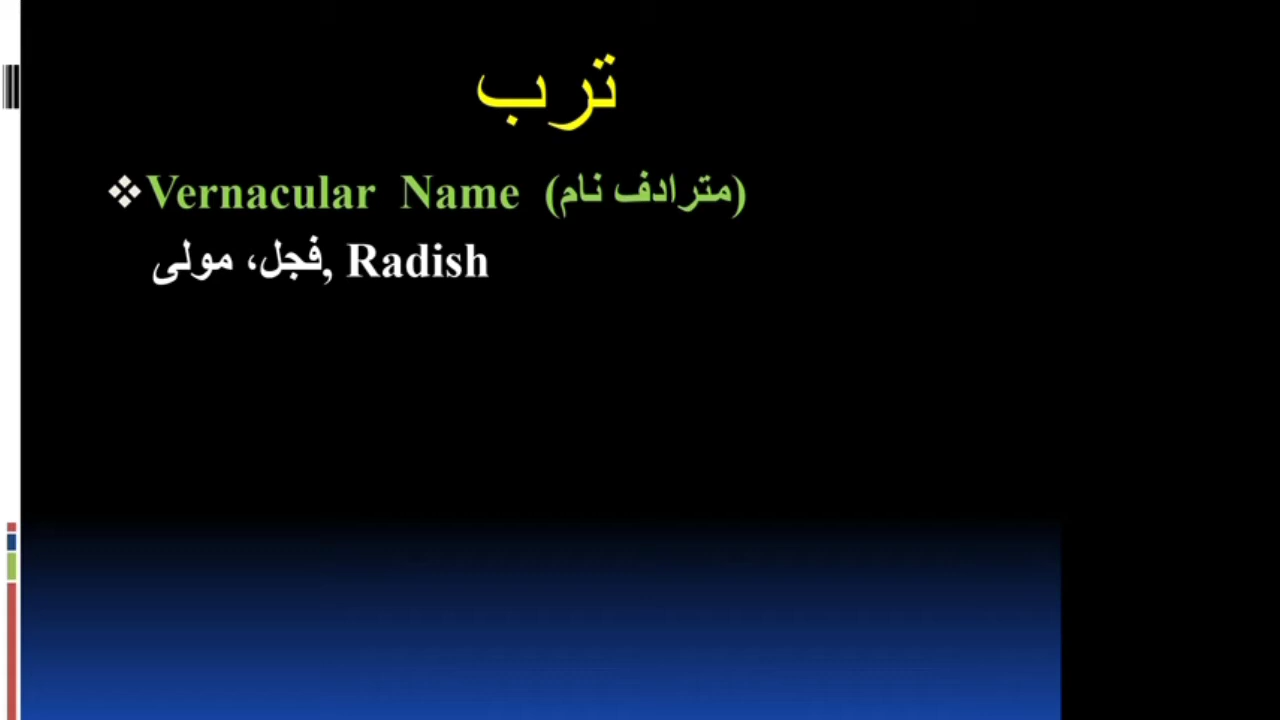 ترب
❖Vernacular Name (مترادف نام)
فجل، مولی, Radish